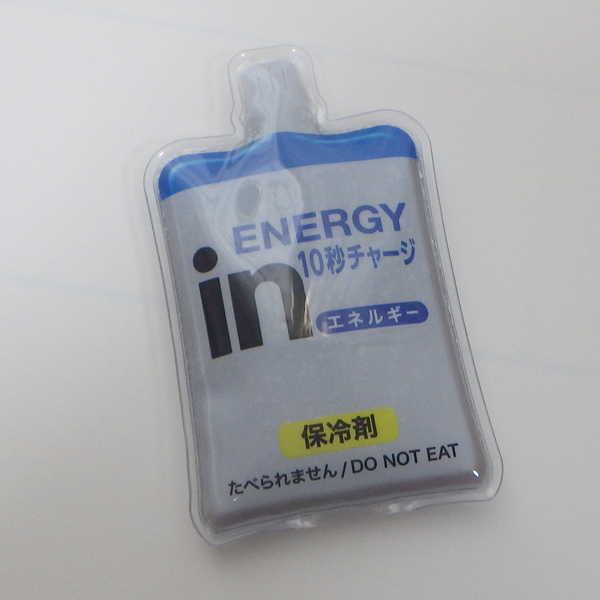 ENERGY
in
10秒チャージ
エネルギー
保冷剤
たべられません/DO NOT EAT